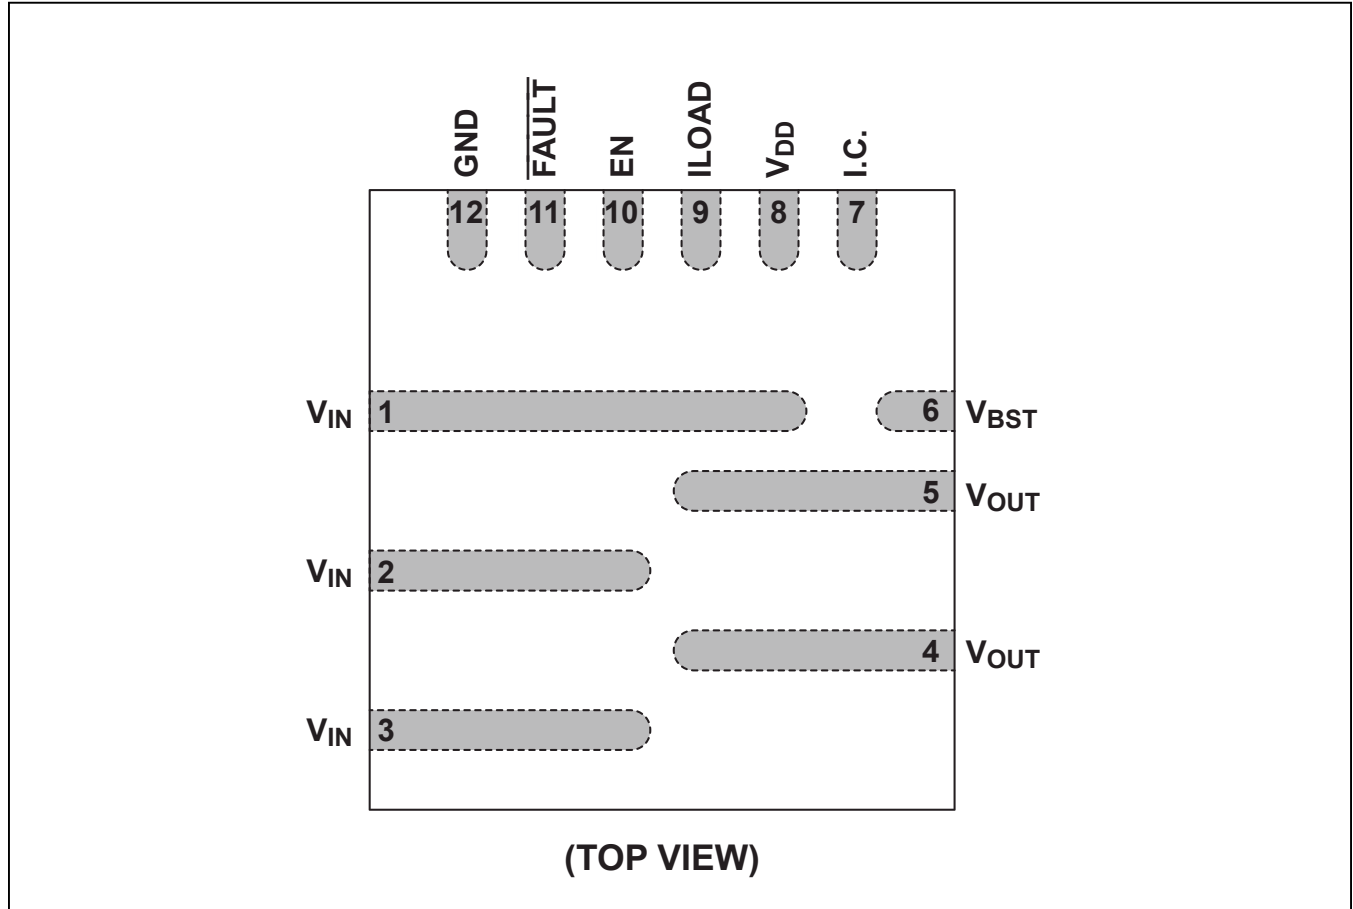 GND
FAULT
EN
ILOAD
VDD
I.C.
12 11 10 9 8 7
VIN 1 6 VBST
5 VOUT
VIN 2
4 VOUT
VIN 3
(TOP VIEW)